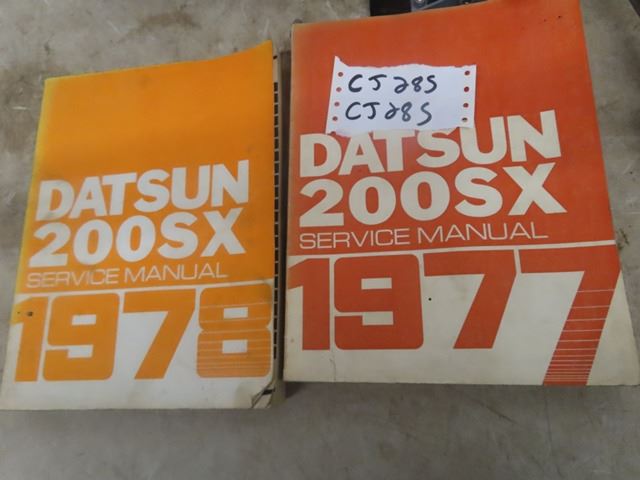 DATSUN
200SX
SERVICE MANUAL
1978
CJ28S
CJ28S
DATSUN
200SX
SERVICE MANUAL
1977